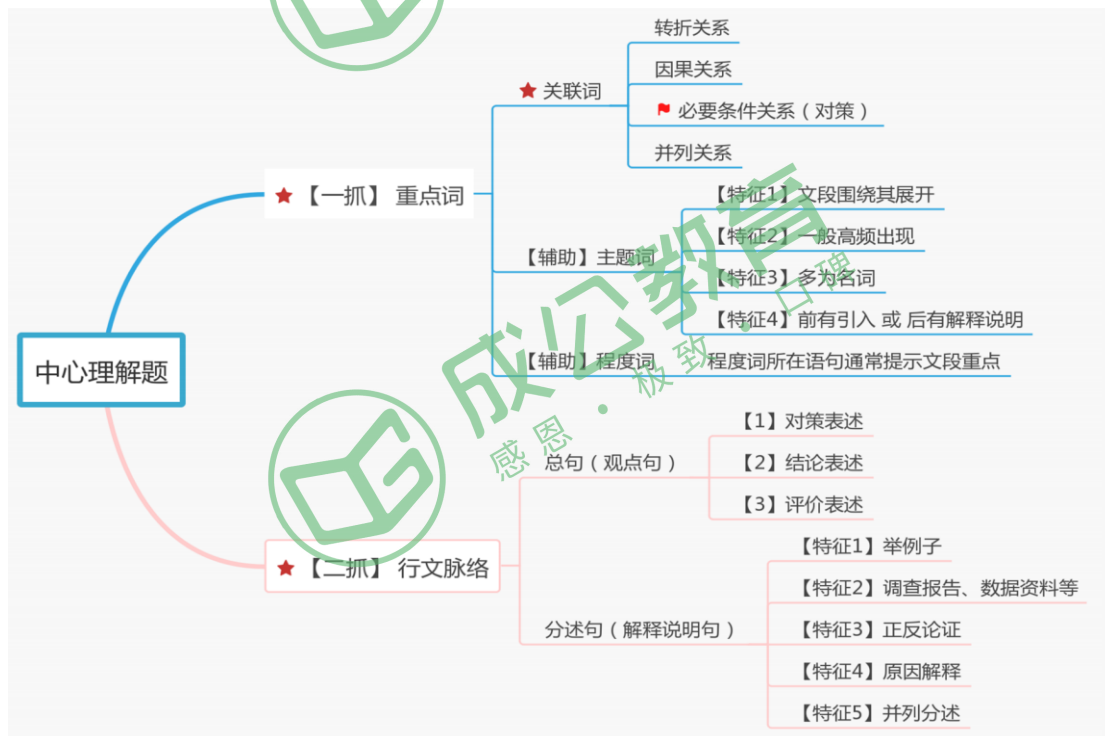 转折关系
因果关系
关联词
必要条件关系（对策）
并列关系
【一抓】 重点词
【特征1】文段围绕其展开
【特征2】一般高频出现
【辅助】主题词
【特征3】多为名词
【特征4】前有引入 或 后有解释说明
【辅助】程度词
程度词所在语句通常提示文段重点
中心理解题
【1】对策表述
总句（观点句）
【2】结论表述
【3】评价表述
【二抓】 行文脉络
【特征1】举例子
【特征2】调查报告、数据资料等
分述句（解释说明句）
【特征3】正反论证
【特征4】原因解释
【特征5】并列分述
成公教育
感恩·极致·口碑